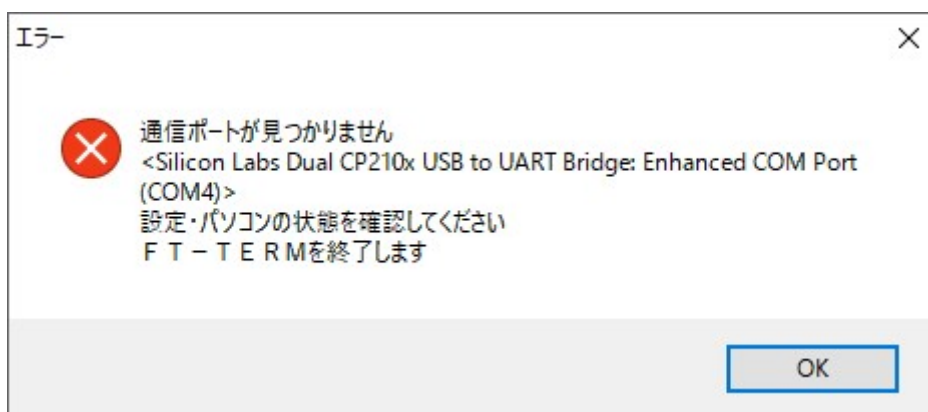 エラー
通信ポートが見つかりません
<Silicon Labs Dual CP210x USB to UART Bridge: Enhanced COM Port
(COM4)>
設定・パソコンの状態を確認してください
ＦＴ－ＴＥＲＭを終了します
OK